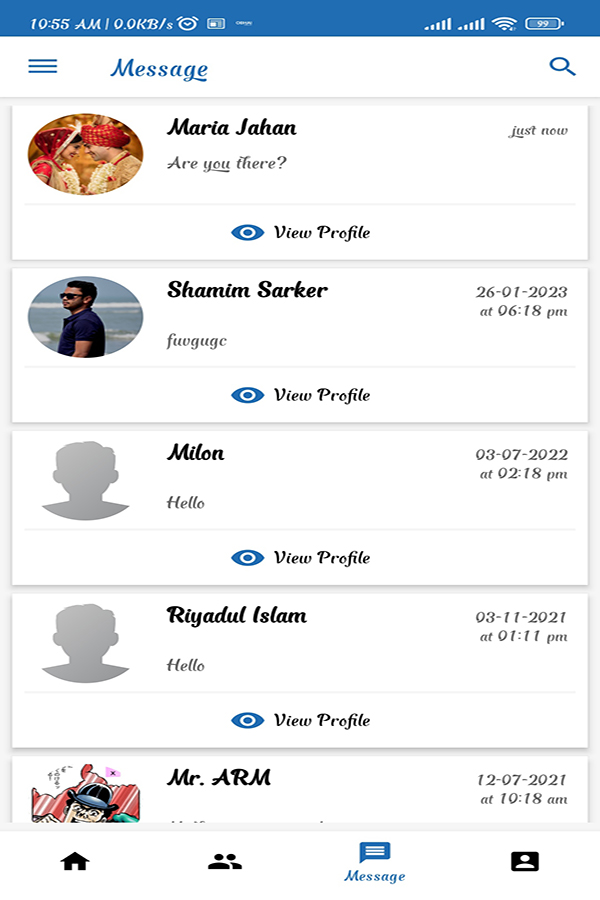 10:55 AM | 0.0KB/s 99
Message
Maria Jahan
just now
Are you there?
View Profile
Shamim Sarker
26-01-2023
at 06:18 pm
fuvgugc
View Profile
Milon
03-07-2022
at 02:18 pm
Hello
View Profile
Riyadul Islam
03-11-2021
at 01:11 pm
Hello
View Profile
Mr. ARM
12-07-2021
at 10:18 am
Message